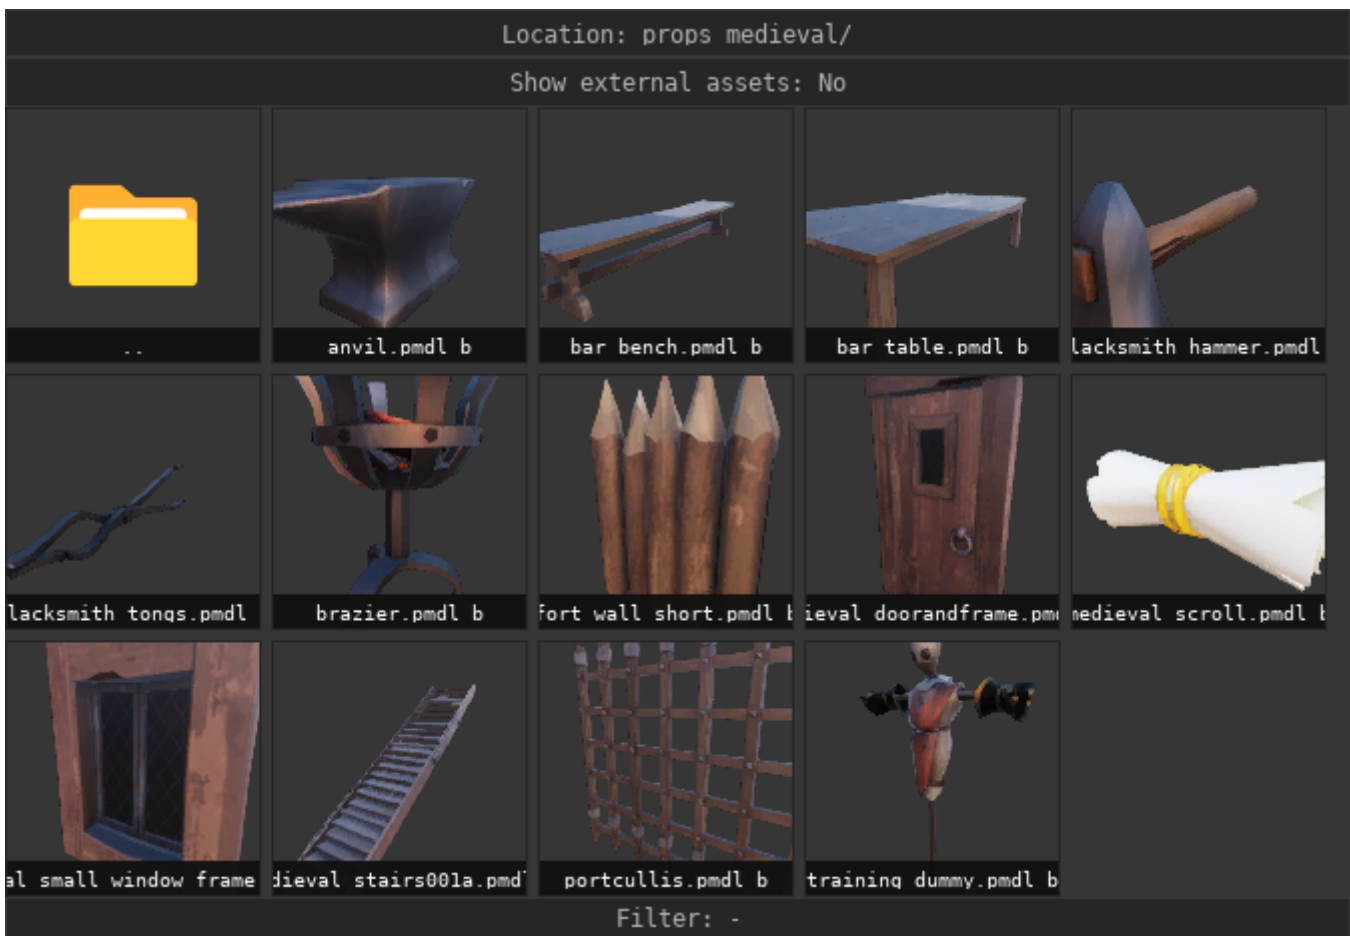 Location: props medieval/
Show external assets: No
..
anvil.pmdl b
bar bench.pmdl b
bar table.pmdl b
lacksmith hammer.pmdl
lacksmith tongs.pmdl
brazier.pmdl b
fort wall short.pmdl b
ieval doorandframe.pmd
medieval scroll.pmdl b
al small window frame
dieval stairs001a.pmdl
portcullis.pmdl b
training dummy.pmdl b
Filter: -